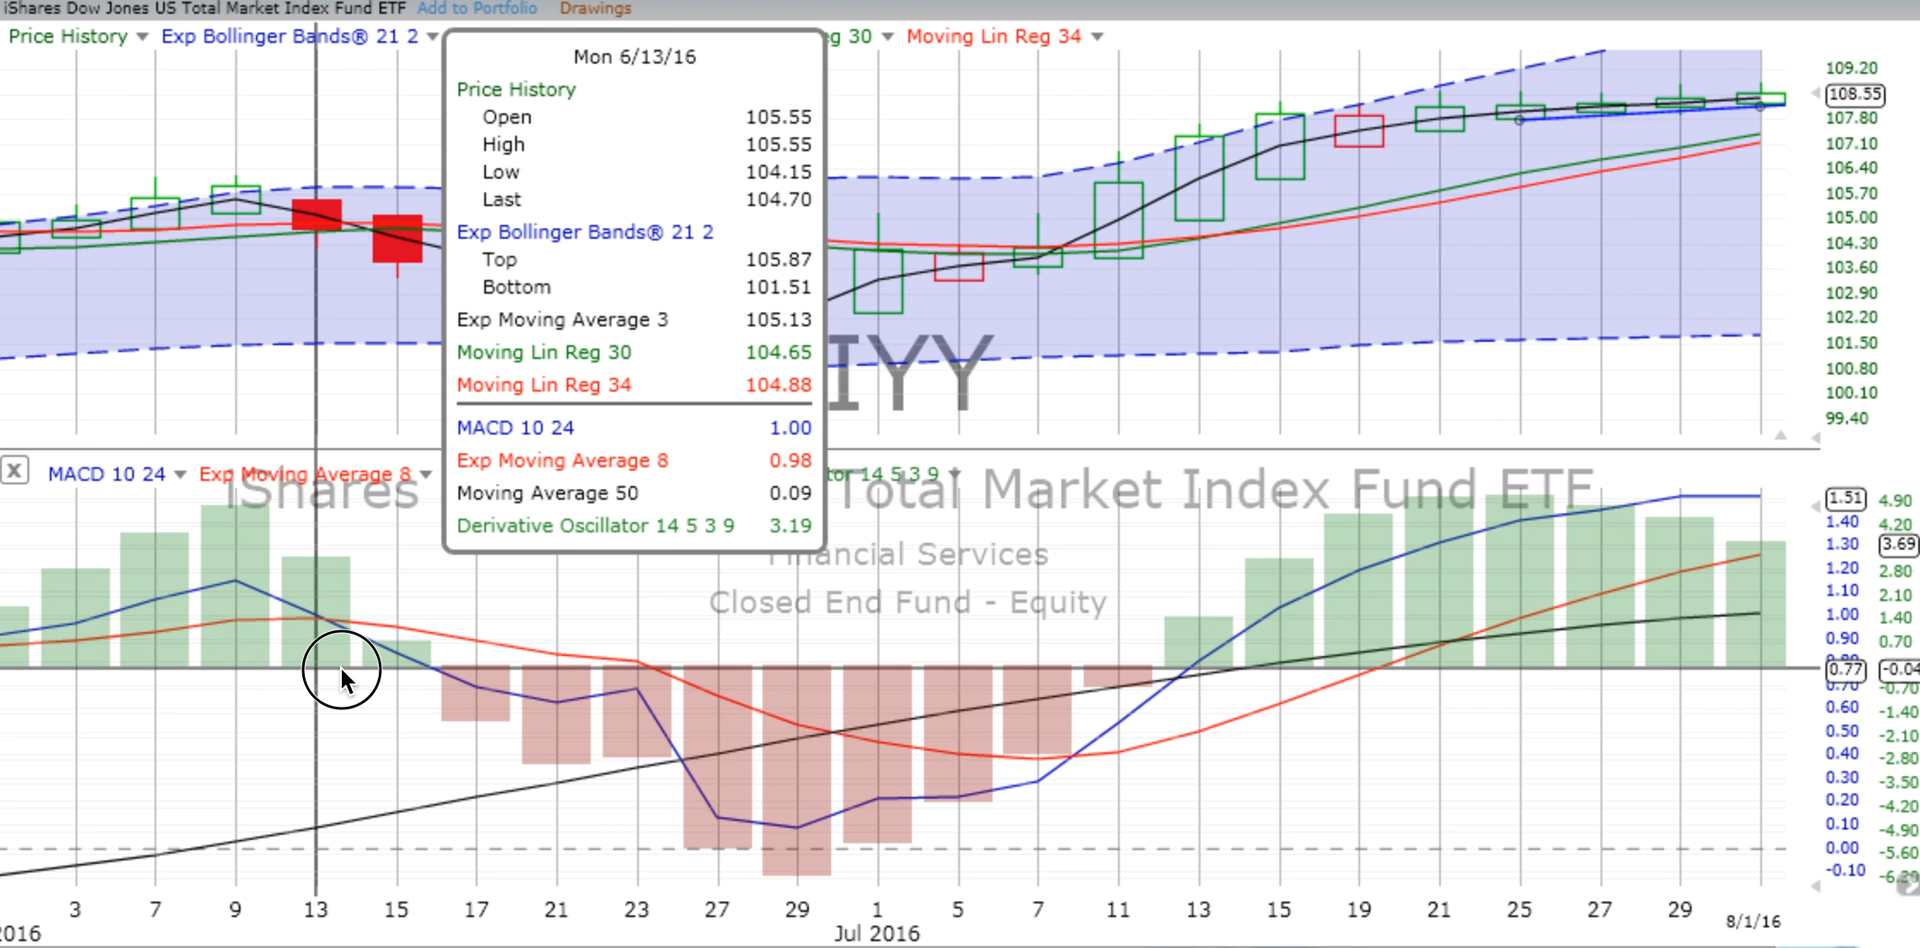 iShares Dow Jones US Total Market Index Fund ETF Add to Portfolio Drawings
Price History Exp Bollinger Bands® 21 2 eg 30 Moving Lin Reg 34
Mon 6/13/16
Price History
Open 105.55
High 105.55
Low 104.15
Last 104.70
Exp Bollinger Bands® 21 2
Top 105.87
Bottom 101.51
Exp Moving Average 3 105.13
Moving Lin Reg 30 104.65
Moving Lin Reg 34 104.88
MACD 10 24 1.00
Exp Moving Average 8 0.98
Moving Average 50 0.09
Derivative Oscillator 14 5 3 9 3.19
109.20
108.55
107.80
107.10
106.40
105.70
105.00
104.30
103.60
102.90
102.20
101.50
100.80
100.10
99.40
IYY
X MACD 10 24 Exp Moving Average 8 tor 14 5 3 9
iShares Total Market Index Fund ETF
Financial Services
Closed End Fund - Equity
1.51 4.90
1.40 4.20
1.30 3.69
1.20 2.80
1.10 2.10
1.00 1.40
0.90 0.70
0.77 -0.04
0.70 -0.70
0.60 -1.40
0.50 -2.10
0.40 -2.80
0.30 -3.50
0.20 -4.20
0.10 -4.90
0.00 -5.60
-0.10
3 7 9 13 15 17 21 23 27 29 1 5 7 11 13 15 19 21 25 27 29 8/1/16
2016 Jul 2016